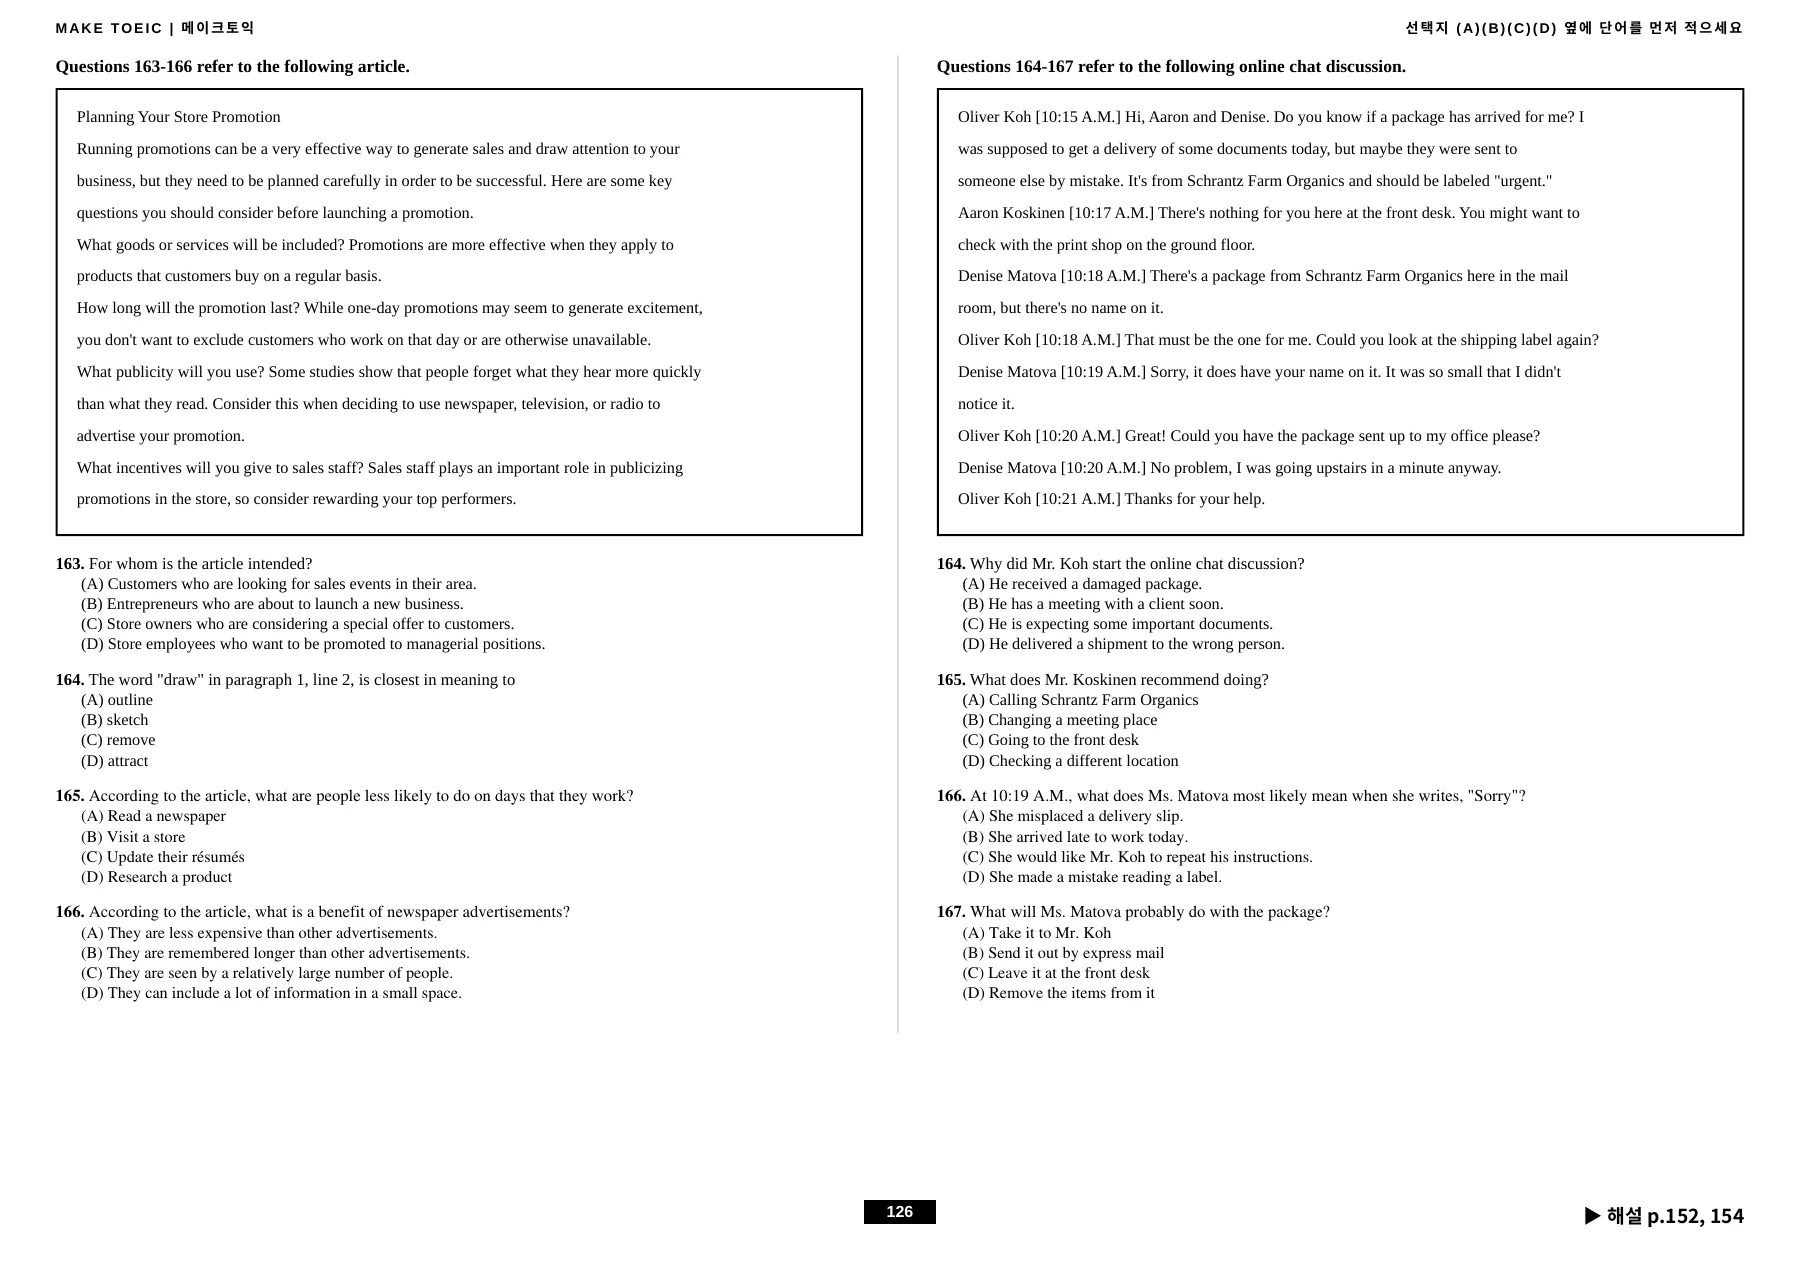 MAKE TOEIC | 메이크토익
선택지 (A)(B)(C)(D) 옆에 단어를 먼저 적으세요
Questions 163-166 refer to the following article.
Planning Your Store Promotion
Running promotions can be a very effective way to generate sales and draw attention to your
business, but they need to be planned carefully in order to be successful. Here are some key
questions you should consider before launching a promotion.
What goods or services will be included? Promotions are more effective when they apply to
products that customers buy on a regular basis.
How long will the promotion last? While one-day promotions may seem to generate excitement,
you don't want to exclude customers who work on that day or are otherwise unavailable.
What publicity will you use? Some studies show that people forget what they hear more quickly
than what they read. Consider this when deciding to use newspaper, television, or radio to
advertise your promotion.
What incentives will you give to sales staff? Sales staff plays an important role in publicizing
promotions in the store, so consider rewarding your top performers.
163. For whom is the article intended?
(A) Customers who are looking for sales events in their area.
(B) Entrepreneurs who are about to launch a new business.
(C) Store owners who are considering a special offer to customers.
(D) Store employees who want to be promoted to managerial positions.
164. The word "draw" in paragraph 1, line 2, is closest in meaning to
(A) outline
(B) sketch
(C) remove
(D) attract
165. According to the article, what are people less likely to do on days that they work?
(A) Read a newspaper
(B) Visit a store
(C) Update their résumés
(D) Research a product
166. According to the article, what is a benefit of newspaper advertisements?
(A) They are less expensive than other advertisements.
(B) They are remembered longer than other advertisements.
(C) They are seen by a relatively large number of people.
(D) They can include a lot of information in a small space.
Questions 164-167 refer to the following online chat discussion.
Oliver Koh [10:15 A.M.] Hi, Aaron and Denise. Do you know if a package has arrived for me? I
was supposed to get a delivery of some documents today, but maybe they were sent to
someone else by mistake. It's from Schrantz Farm Organics and should be labeled "urgent."
Aaron Koskinen [10:17 A.M.] There's nothing for you here at the front desk. You might want to
check with the print shop on the ground floor.
Denise Matova [10:18 A.M.] There's a package from Schrantz Farm Organics here in the mail
room, but there's no name on it.
Oliver Koh [10:18 A.M.] That must be the one for me. Could you look at the shipping label again?
Denise Matova [10:19 A.M.] Sorry, it does have your name on it. It was so small that I didn't
notice it.
Oliver Koh [10:20 A.M.] Great! Could you have the package sent up to my office please?
Denise Matova [10:20 A.M.] No problem, I was going upstairs in a minute anyway.
Oliver Koh [10:21 A.M.] Thanks for your help.
164. Why did Mr. Koh start the online chat discussion?
(A) He received a damaged package.
(B) He has a meeting with a client soon.
(C) He is expecting some important documents.
(D) He delivered a shipment to the wrong person.
165. What does Mr. Koskinen recommend doing?
(A) Calling Schrantz Farm Organics
(B) Changing a meeting place
(C) Going to the front desk
(D) Checking a different location
166. At 10:19 A.M., what does Ms. Matova most likely mean when she writes, "Sorry"?
(A) She misplaced a delivery slip.
(B) She arrived late to work today.
(C) She would like Mr. Koh to repeat his instructions.
(D) She made a mistake reading a label.
167. What will Ms. Matova probably do with the package?
(A) Take it to Mr. Koh
(B) Send it out by express mail
(C) Leave it at the front desk
(D) Remove the items from it
126
▶ 해설 p.152, 154